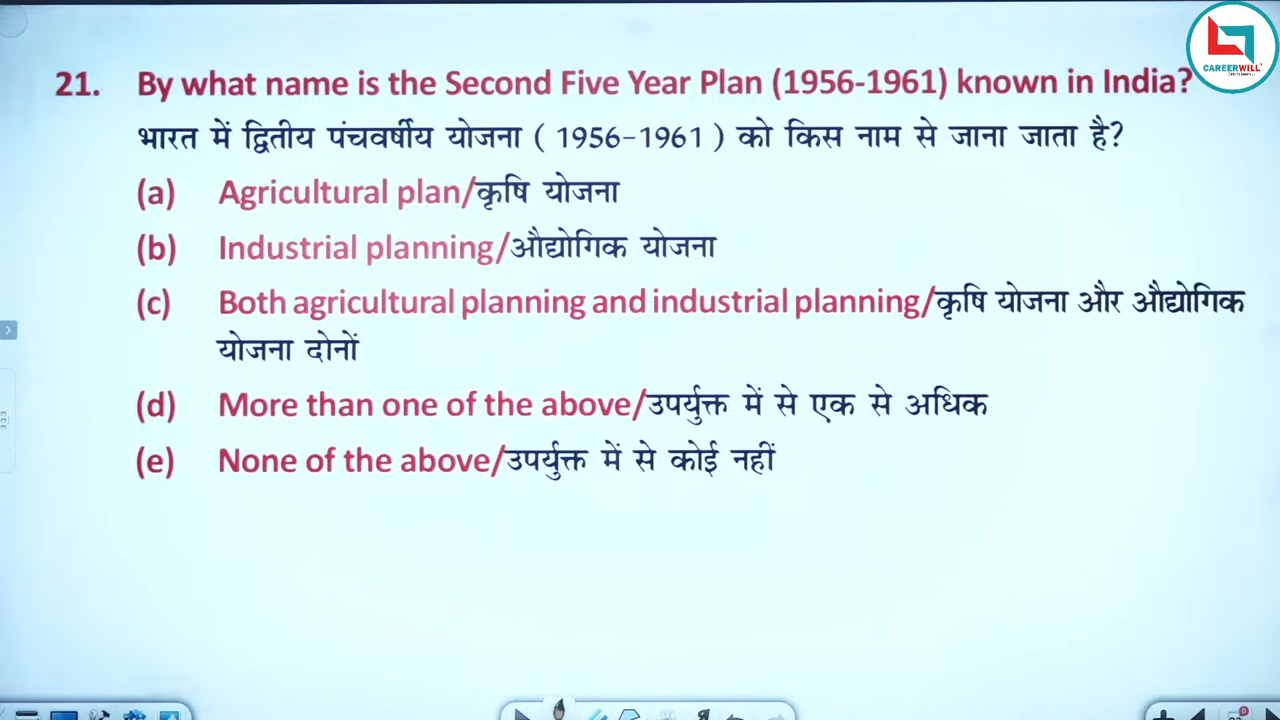 CAREERWILL
21. By what name is the Second Five Year Plan (1956-1961) known in India?
भारत में द्वितीय पंचवर्षीय योजना ( 1956-1961 ) को किस नाम से जाना जाता है?
(a) Agricultural plan/कृषि योजना
(b) Industrial planning/औद्योगिक योजना
(c) Both agricultural planning and industrial planning/कृषि योजना और औद्योगिक
योजना दोनों
(d) More than one of the above/उपर्युक्त में से एक से अधिक
(e) None of the above/उपर्युक्त में से कोई नहीं